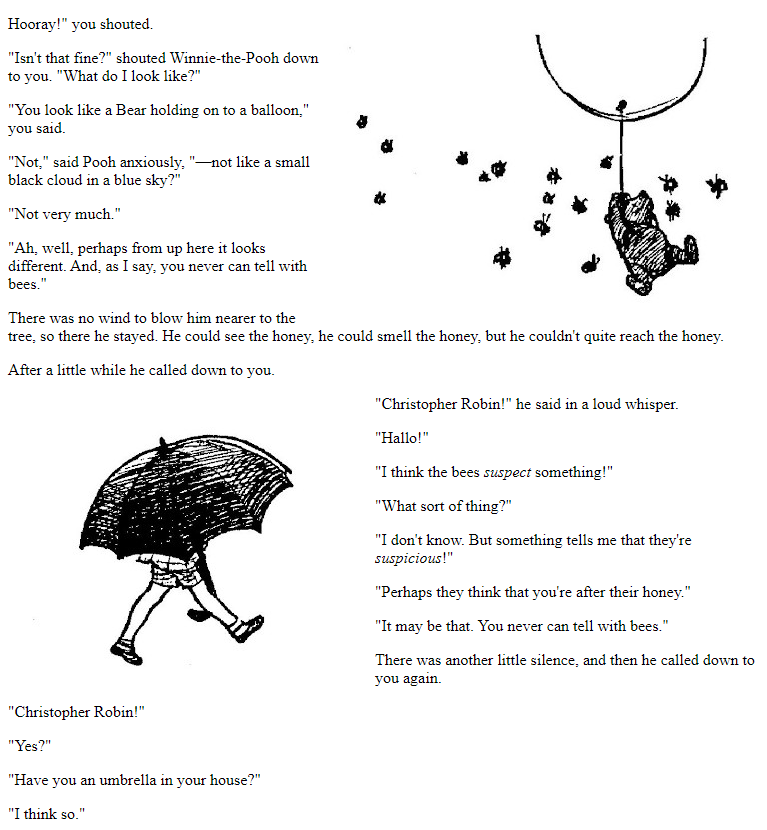 Hooray!" you shouted.
"Isn't that fine?" shouted Winnie-the-Pooh down
to you. "What do I look like?"
"You look like a Bear holding on to a balloon,"
you said.
"Not," said Pooh anxiously, "—not like a small
black cloud in a blue sky?"
"Not very much."
"Ah, well, perhaps from up here it looks
different. And, as I say, you never can tell with
bees."
There was no wind to blow him nearer to the
tree, so there he stayed. He could see the honey, he could smell the honey, but he couldn't quite reach the honey.
After a little while he called down to you.
"Christopher Robin!" he said in a loud whisper.
"Hallo!"
"I think the bees suspect something!"
"What sort of thing?"
"I don't know. But something tells me that they're
suspicious!"
"Perhaps they think that you're after their honey."
"It may be that. You never can tell with bees."
There was another little silence, and then he called down to
you again.
"Christopher Robin!"
"Yes?"
"Have you an umbrella in your house?"
"I think so."